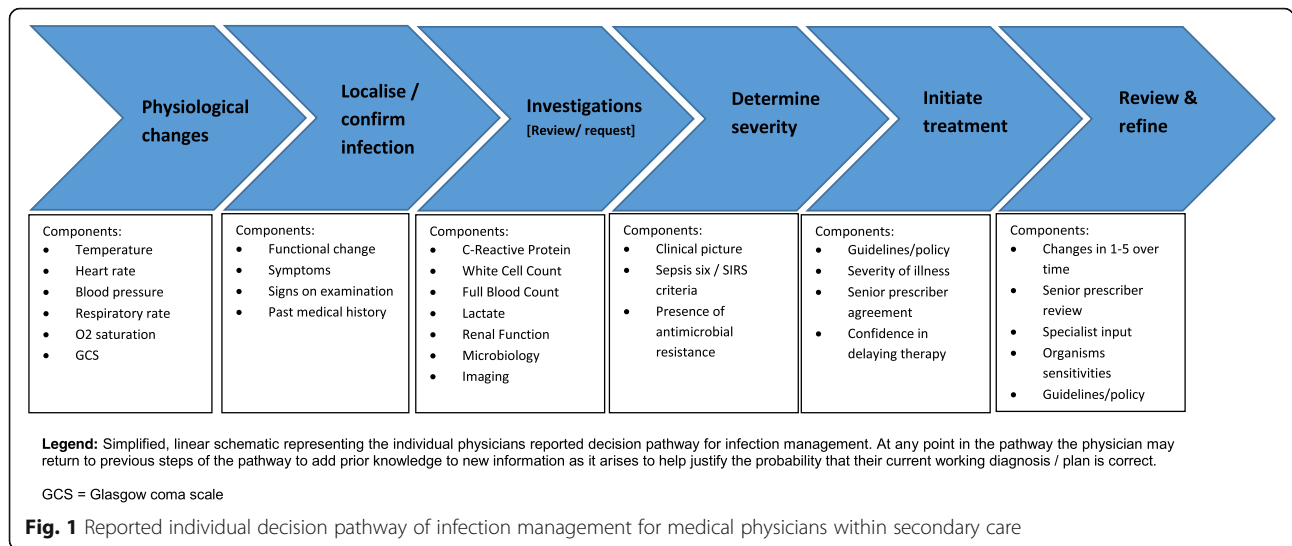 Physiological
changes
Localise /
confirm
infection
Investigations
[Review/ request]
Determine
severity
Initiate
treatment
Review &
refine
Components:
• Temperature
• Heart rate
• Blood pressure
• Respiratory rate
• O2 saturation
• GCS
Components:
• Functional change
• Symptoms
• Signs on examination
• Past medical history
Components:
• C-Reactive Protein
• White Cell Count
• Full Blood Count
• Lactate
• Renal Function
• Microbiology
• Imaging
Components:
• Clinical picture
• Sepsis six / SIRS
criteria
• Presence of
antimicrobial
resistance
Components:
• Guidelines/policy
• Severity of illness
• Senior prescriber
agreement
• Confidence in
delaying therapy
Components:
• Changes in 1-5 over
time
• Senior prescriber
review
• Specialist input
• Organisms
sensitivities
• Guidelines/policy
Legend: Simplified, linear schematic representing the individual physicians reported decision pathway for infection management. At any point in the pathway the physician may
return to previous steps of the pathway to add prior knowledge to new information as it arises to help justify the probability that their current working diagnosis / plan is correct.
GCS = Glasgow coma scale
Fig. 1 Reported individual decision pathway of infection management for medical physicians within secondary care